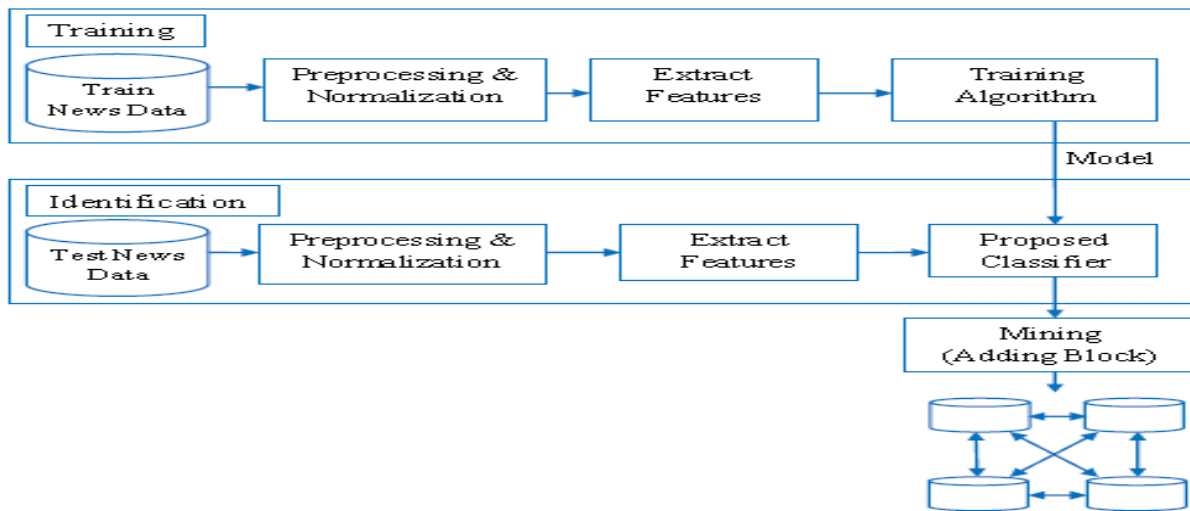 Training
Train
News Data
Preprocessing &
Normalization
Extract
Features
Training
Algorithm
Model
Identification
Test News
Data
Preprocessing &
Normalization
Extract
Features
Proposed
Classifier
Mining
(Adding Block)